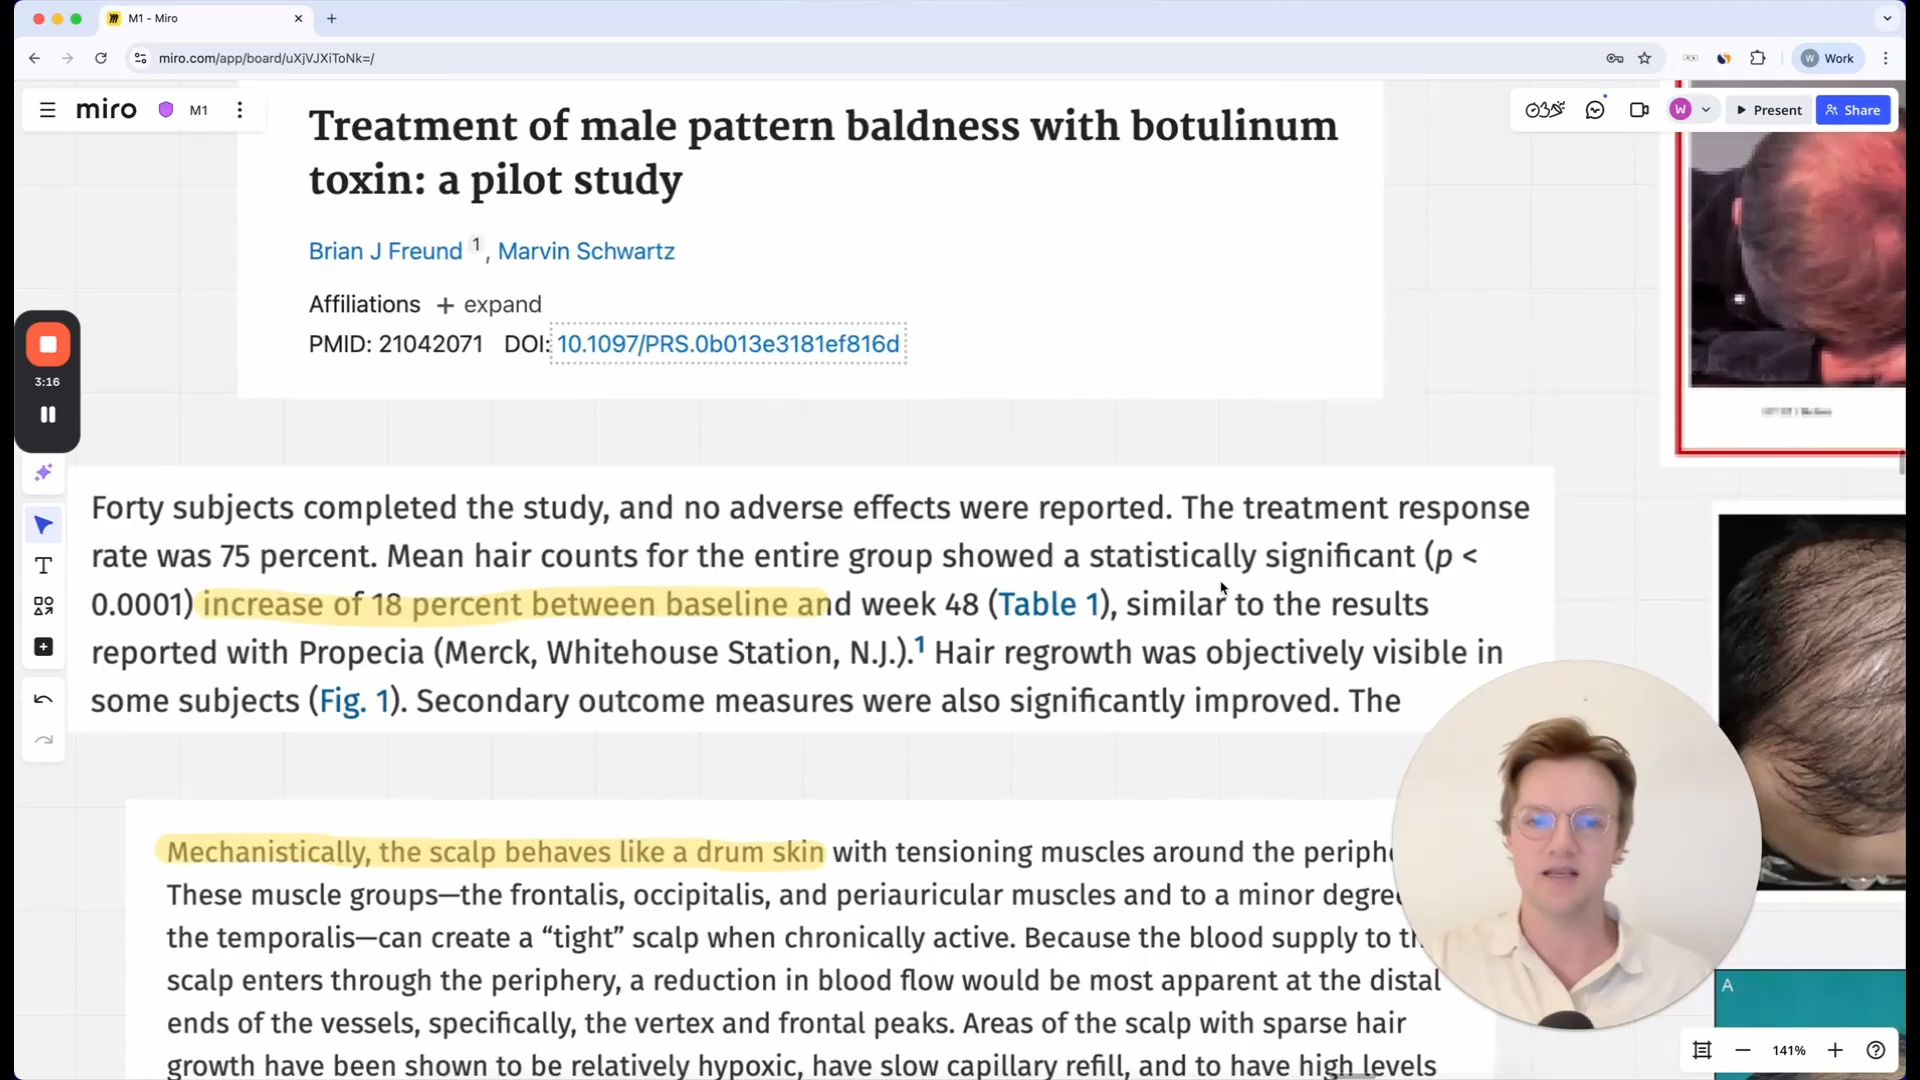 M1 - Miro
miro.com/app/board/uXjVJXiToNk=/
W Work
miro M1
W Present Share
Treatment of male pattern baldness with botulinum
toxin: a pilot study
Brian J Freund 1, Marvin Schwartz
Affiliations + expand
PMID: 21042071 DOI: 10.1097/PRS.0b013e3181ef816d
3:16
Forty subjects completed the study, and no adverse effects were reported. The treatment response
rate was 75 percent. Mean hair counts for the entire group showed a statistically significant (p <
0.0001) increase of 18 percent between baseline and week 48 (Table 1), similar to the results
reported with Propecia (Merck, Whitehouse Station, N.J.).1 Hair regrowth was objectively visible in
some subjects (Fig. 1). Secondary outcome measures were also significantly improved. The
Mechanistically, the scalp behaves like a drum skin with tensioning muscles around the periphe
These muscle groups—the frontalis, occipitalis, and periauricular muscles and to a minor degree
the temporalis—can create a “tight” scalp when chronically active. Because the blood supply to th
scalp enters through the periphery, a reduction in blood flow would be most apparent at the distal
ends of the vessels, specifically, the vertex and frontal peaks. Areas of the scalp with sparse hair
growth have been shown to be relatively hypoxic, have slow capillary refill, and to have high levels
A
141%